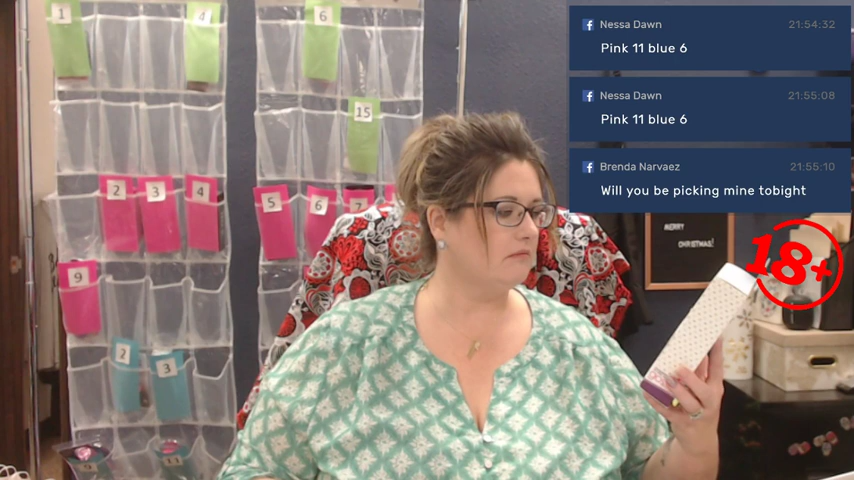 1
4
6
15
2
3
4
5
6
7
9
2
3
9
11
Nessa Dawn 21:54:32
Pink 11 blue 6
Nessa Dawn 21:55:08
Pink 11 blue 6
Brenda Narvaez 21:55:10
Will you be picking mine tobight
MERRY
CHRISTMAS!
18+